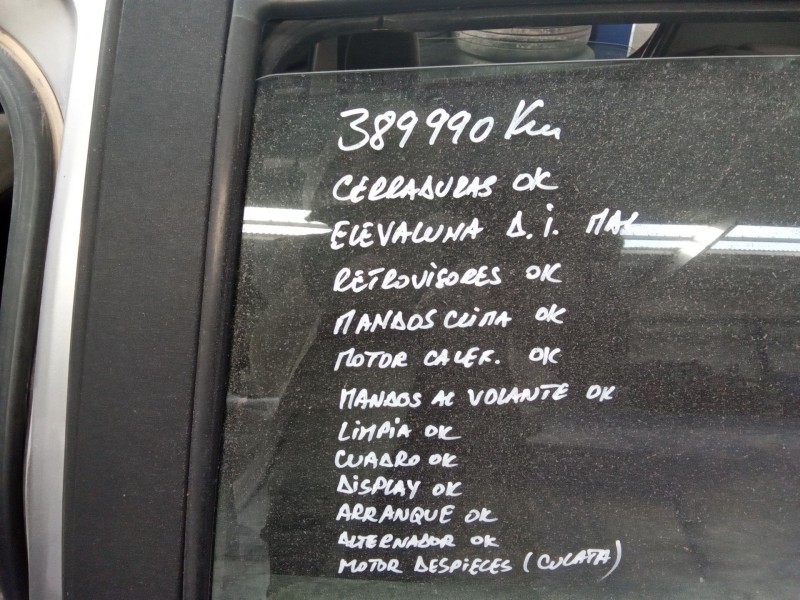 389990 Km
CERRADURAS OK
ELEVALUNA D.I. MAL
RETROVISORES OK
MANDOS CLIMA OK
MOTOR CALEF. OK
MANDOS AL VOLANTE OK
LIMPIA OK
CUADRO OK
DISPLAY OK
ARRANQUE OK
ALTERNADOR OK
MOTOR DESPIECES (CULATA)